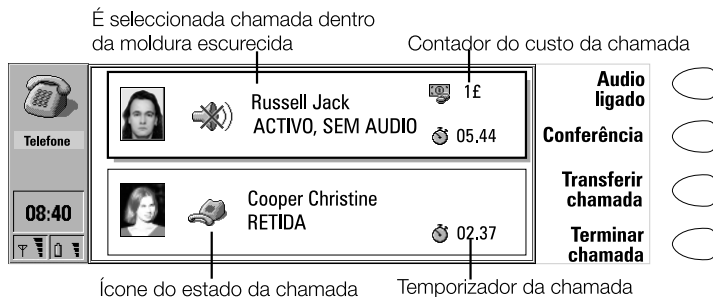 É seleccionada chamada dentro
da moldura escurecida
Contador do custo da chamada
Telefone
08:40
Russell Jack
ACTIVO, SEM AUDIO
1£
05,44
Cooper Christine
RETIDA
02,37
Audio
ligado
Conferência
Transferir
chamada
Terminar
chamada
Ícone do estado da chamada
Temporizador da chamada